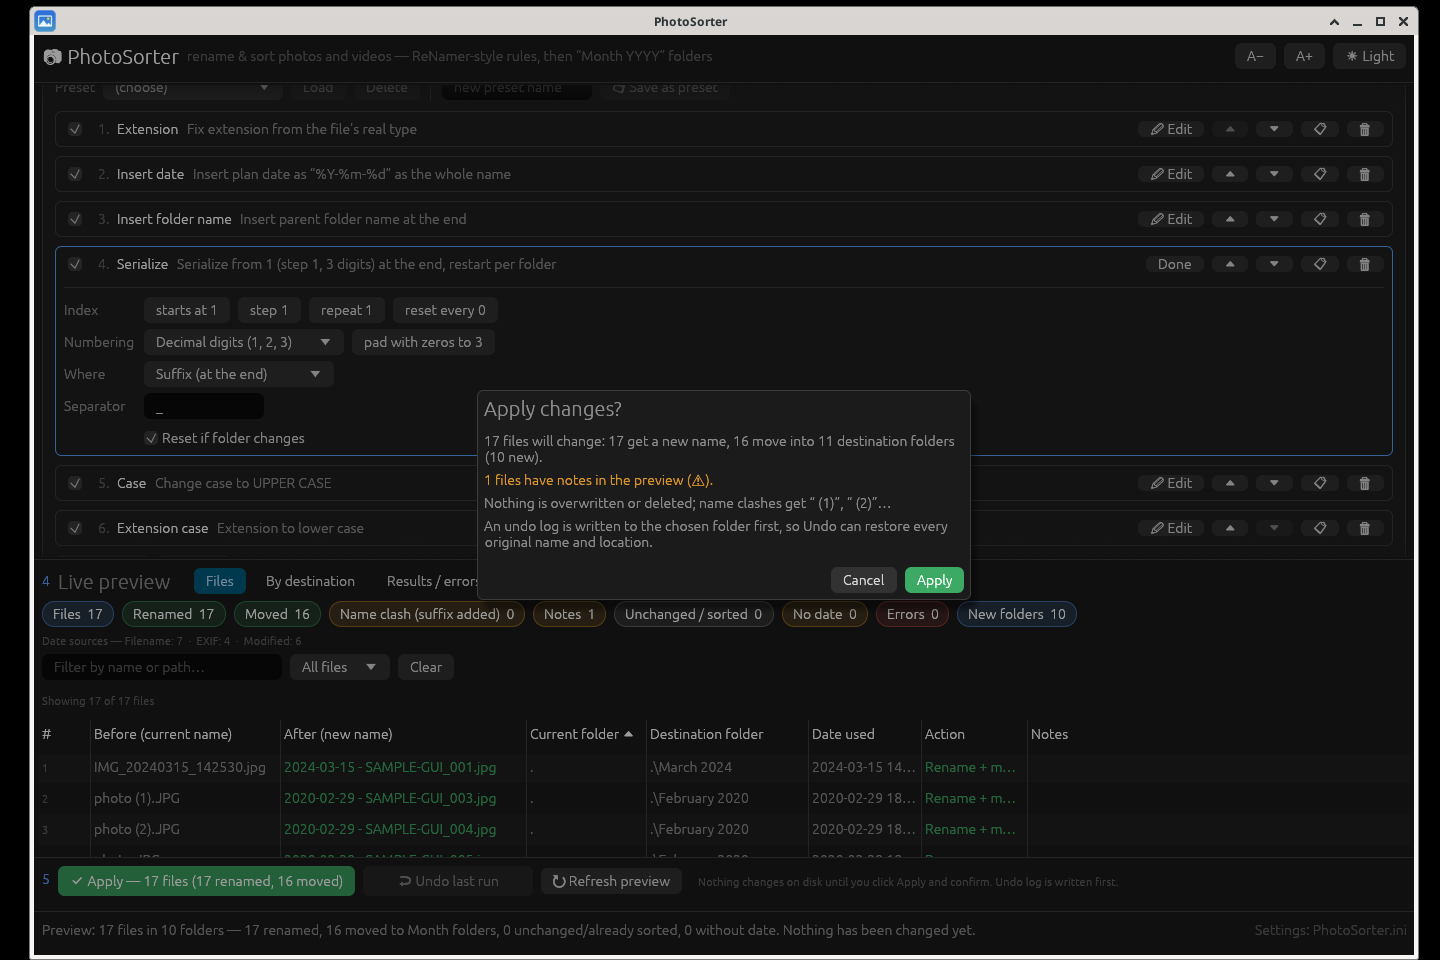 PhotoSorter
PhotoSorter rename & sort photos and videos — ReNamer-style rules, then "Month YYYY" folders
A− A+ ☀ Light
Preset (choose) Load Delete new preset name Save as preset
1. Extension Fix extension from the file's real type Edit
2. Insert date Insert plan date as "%Y-%m-%d" as the whole name Edit
3. Insert folder name Insert parent folder name at the end Edit
4. Serialize Serialize from 1 (step 1, 3 digits) at the end, restart per folder Done
Index starts at 1 step 1 repeat 1 reset every 0
Numbering Decimal digits (1, 2, 3) pad with zeros to 3
Where Suffix (at the end)
Separator _
Reset if folder changes
5. Case Change case to UPPER CASE Edit
6. Extension case Extension to lower case Edit
Apply changes?
17 files will change: 17 get a new name, 16 move into 11 destination folders
(10 new).
1 files have notes in the preview (⚠).
Nothing is overwritten or deleted; name clashes get “ (1)”, “ (2)”…
An undo log is written to the chosen folder first, so Undo can restore every
original name and location.
Cancel Apply
4 Live preview Files By destination Results / errors
Files 17 Renamed 17 Moved 16 Name clash (suffix added) 0 Notes 1 Unchanged / sorted 0 No date 0 Errors 0 New folders 10
Date sources — Filename: 7 · EXIF: 4 · Modified: 6
Filter by name or path… All files Clear
Showing 17 of 17 files
# Before (current name) After (new name) Current folder Destination folder Date used Action Notes
1 IMG_20240315_142530.jpg 2024-03-15 - SAMPLE-GUI_001.jpg . .\March 2024 2024-03-15 14… Rename + m…
2 photo (1).JPG 2020-02-29 - SAMPLE-GUI_003.jpg . .\February 2020 2020-02-29 18… Rename + m…
3 photo (2).JPG 2020-02-29 - SAMPLE-GUI_004.jpg . .\February 2020 2020-02-29 18… Rename + m…
5 ✓ Apply — 17 files (17 renamed, 16 moved) Undo last run Refresh preview Nothing changes on disk until you click Apply and confirm. Undo log is written first.
Preview: 17 files in 10 folders — 17 renamed, 16 moved to Month folders, 0 unchanged/already sorted, 0 without date. Nothing has been changed yet. Settings: PhotoSorter.ini